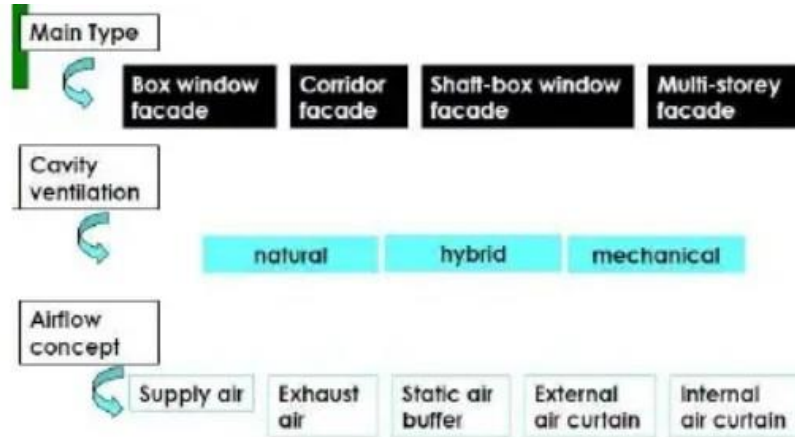 Main Type
Box window
facade
Corridor
facade
Shaft-box window
facade
Multi-storey
facade
Cavity
ventilation
natural
hybrid
mechanical
Airflow
concept
Supply air
Exhaust
air
Static air
buffer
External
air curtain
Internal
air curtain